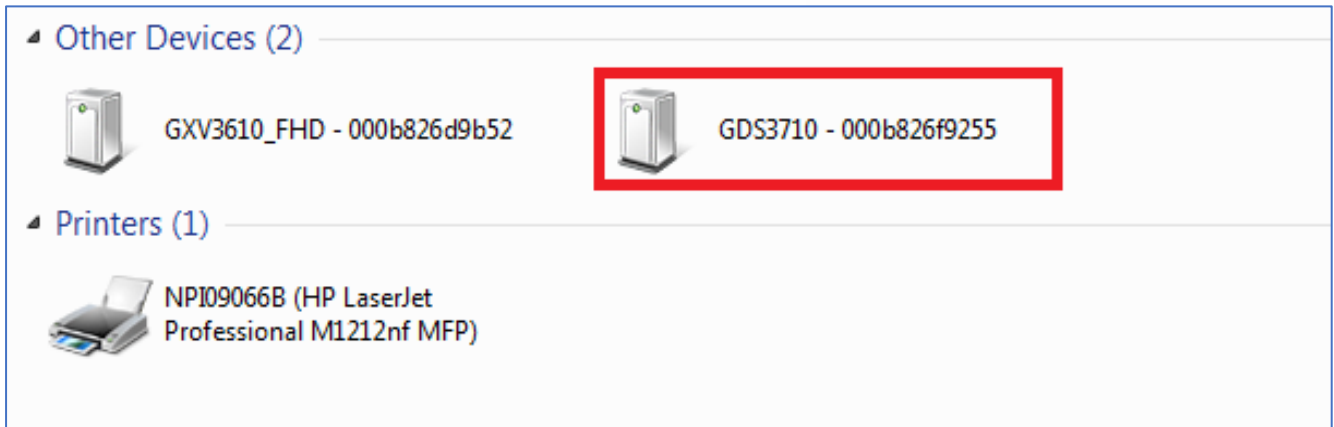 Other Devices (2)
GXV3610_FHD - 000b826d9b52
GDS3710 - 000b826f9255
Printers (1)
NPI09066B (HP LaserJet
Professional M1212nf MFP)